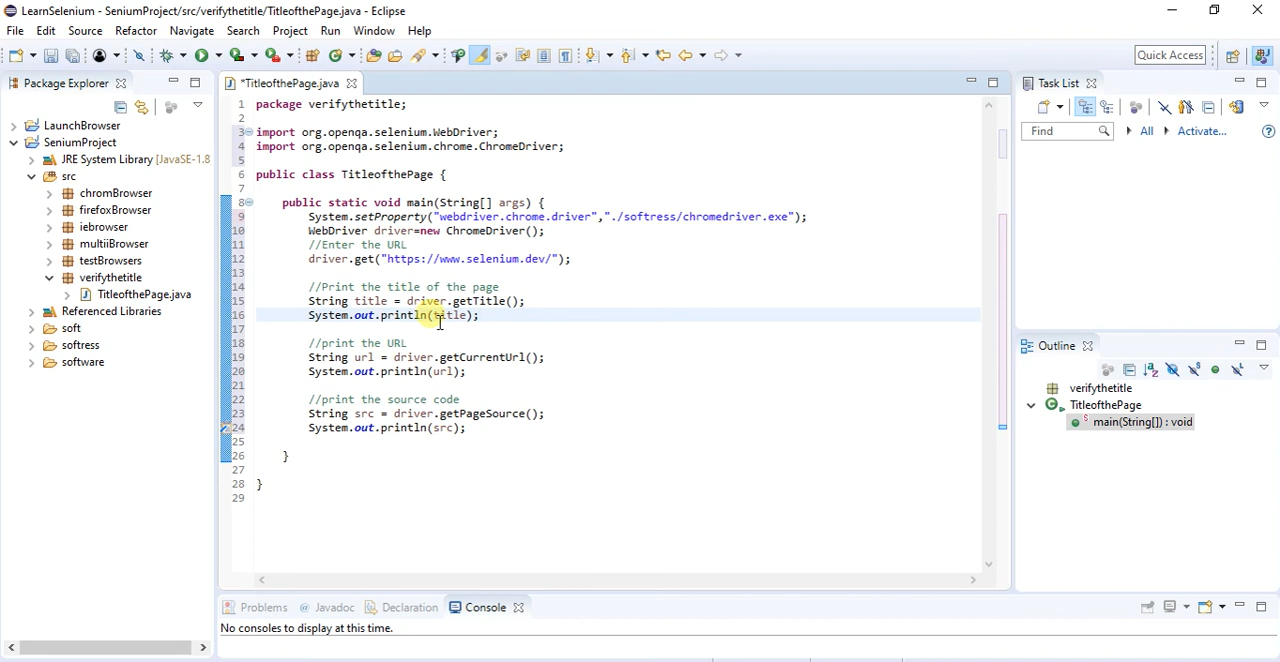 LearnSelenium - SeniumProject/src/verifythetitle/TitleofthePage.java - Eclipse
File Edit Source Refactor Navigate Search Project Run Window Help
Quick Access
Package Explorer
LaunchBrowser
SeniumProject
JRE System Library [JavaSE-1.8
src
chromBrowser
firefoxBrowser
iebrowser
multiiBrowser
testBrowsers
verifythetitle
TitleofthePage.java
Referenced Libraries
soft
softress
software
*TitleofthePage.java
1 package verifythetitle;
2
3 import org.openqa.selenium.WebDriver;
4 import org.openqa.selenium.chrome.ChromeDriver;
5
6 public class TitleofthePage {
7
8 public static void main(String[] args) {
9 System.setProperty("webdriver.chrome.driver","./softress/chromedriver.exe");
10 WebDriver driver=new ChromeDriver();
11 //Enter the URL
12 driver.get("https://www.selenium.dev/");
13
14 //Print the title of the page
15 String title = driver.getTitle();
16 System.out.println(title);
17
18 //print the URL
19 String url = driver.getCurrentUrl();
20 System.out.println(url);
21
22 //print the source code
23 String src = driver.getPageSource();
24 System.out.println(src);
25
26 }
27
28 }
29
Task List
Find All Activate...
Outline
verifythetitle
TitleofthePage
main(String[]) : void
Problems Javadoc Declaration Console
No consoles to display at this time.